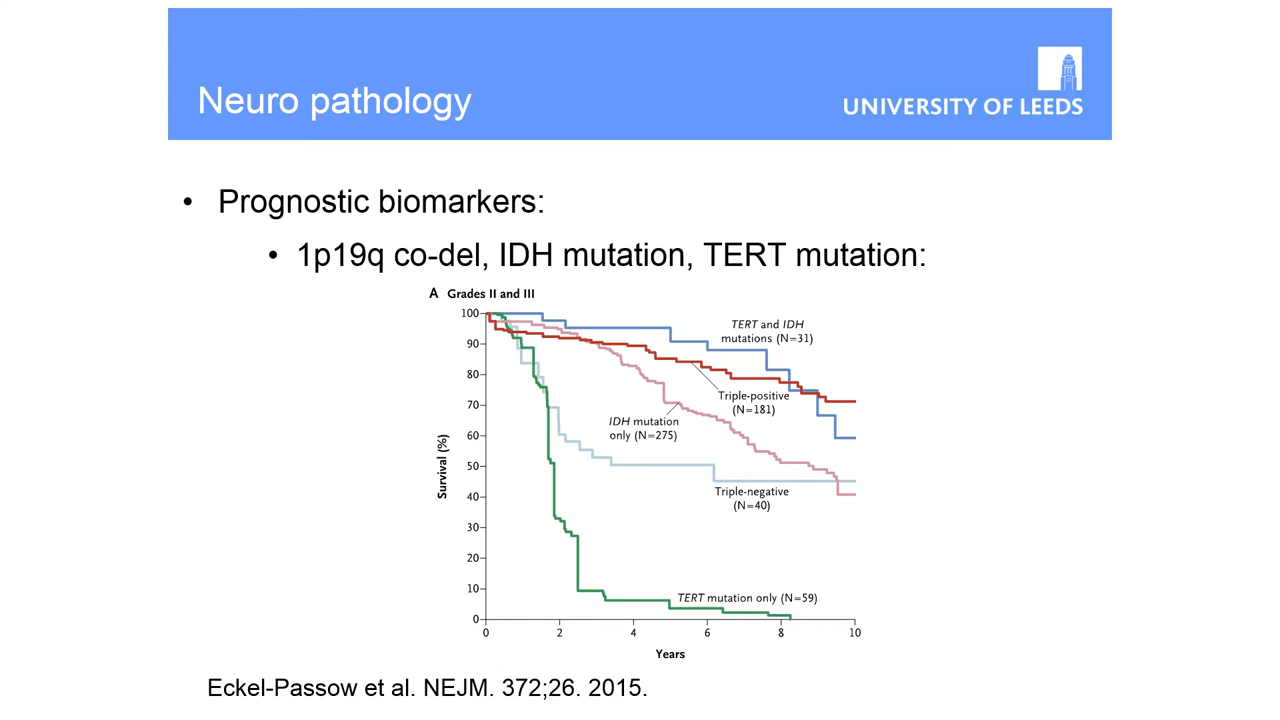 Neuro pathology
UNIVERSITY OF LEEDS
• Prognostic biomarkers:
• 1p19q co-del, IDH mutation, TERT mutation:
A Grades II and III
Survival (%)
100
90
80
70
60
50
40
30
20
10
0
TERT and IDH
mutations (N=31)
Triple-positive
(N=181)
IDH mutation
only (N=275)
Triple-negative
(N=40)
TERT mutation only (N=59)
0 2 4 6 8 10
Years
Eckel-Passow et al. NEJM. 372;26. 2015.